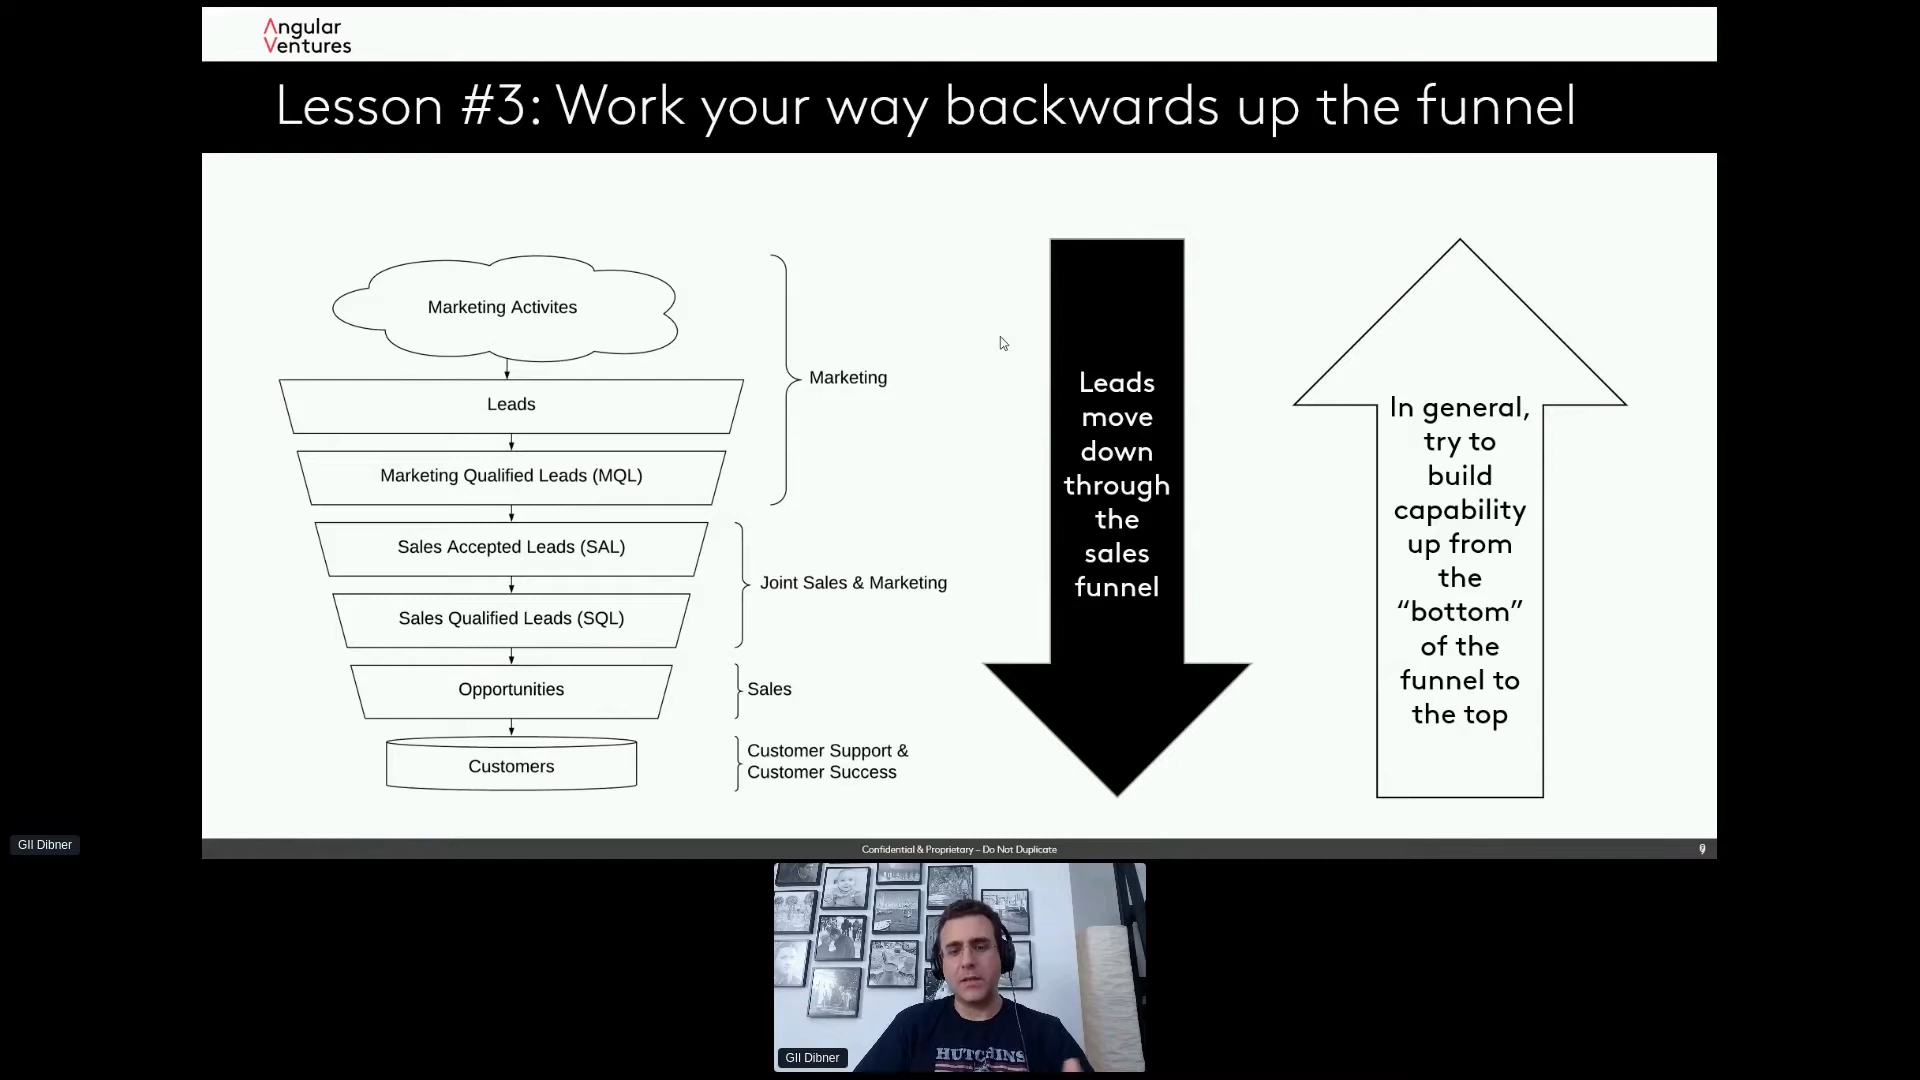 Angular
Ventures
Lesson #3: Work your way backwards up the funnel
Marketing Activites
Leads
Marketing Qualified Leads (MQL)
Sales Accepted Leads (SAL)
Sales Qualified Leads (SQL)
Opportunities
Customers
Marketing
Joint Sales & Marketing
Sales
Customer Support &
Customer Success
Leads
move
down
through
the
sales
funnel
In general,
try to
build
capability
up from
the
“bottom”
of the
funnel to
the top
GIl Dibner
Confidential & Proprietary – Do Not Duplicate
GIl Dibner
HUTCHINS